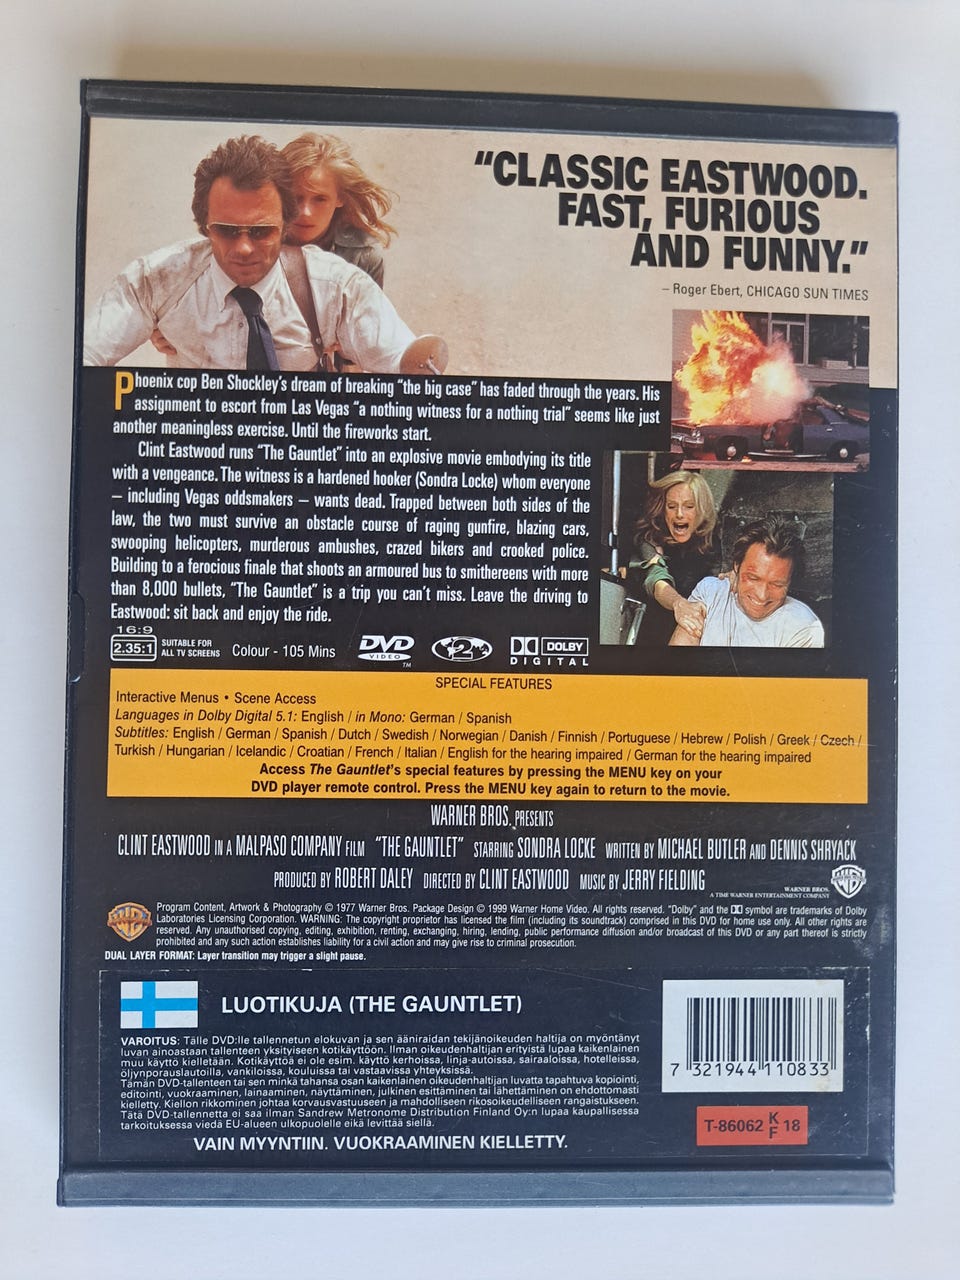 “CLASSIC EASTWOOD.
FAST, FURIOUS
AND FUNNY.”
– Roger Ebert, CHICAGO SUN TIMES
Phoenix cop Ben Shockley's dream of breaking “the big case” has faded through the years. His
assignment to escort from Las Vegas “a nothing witness for a nothing trial” seems like just
another meaningless exercise. Until the fireworks start.
Clint Eastwood runs “The Gauntlet” into an explosive movie embodying its title
with a vengeance. The witness is a hardened hooker (Sondra Locke) whom everyone
– including Vegas oddsmakers – wants dead. Trapped between both sides of the
law, the two must survive an obstacle course of raging gunfire, blazing cars,
swooping helicopters, murderous ambushes, crazed bikers and crooked police.
Building to a ferocious finale that shoots an armoured bus to smithereens with more
than 8,000 bullets, “The Gauntlet” is a trip you can't miss. Leave the driving to
Eastwood: sit back and enjoy the ride.
16:9
2.35:1
SUITABLE FOR
ALL TV SCREENS
Colour - 105 Mins
DVD
VIDEO
TM
2
DOLBY
DIGITAL
SPECIAL FEATURES
Interactive Menus • Scene Access
Languages in Dolby Digital 5.1: English / in Mono: German / Spanish
Subtitles: English / German / Spanish / Dutch / Swedish / Norwegian / Danish / Finnish / Portuguese / Hebrew / Polish / Greek / Czech /
Turkish / Hungarian / Icelandic / Croatian / French / Italian / English for the hearing impaired / German for the hearing impaired
Access The Gauntlet's special features by pressing the MENU key on your
DVD player remote control. Press the MENU key again to return to the movie.
WARNER BROS. PRESENTS
CLINT EASTWOOD IN A MALPASO COMPANY FILM “THE GAUNTLET” STARRING SONDRA LOCKE WRITTEN BY MICHAEL BUTLER AND DENNIS SHRYACK
PRODUCED BY ROBERT DALEY DIRECTED BY CLINT EASTWOOD MUSIC BY JERRY FIELDING
WARNER BROS.
A TIME WARNER ENTERTAINMENT COMPANY
Program Content, Artwork & Photography © 1977 Warner Bros. Package Design © 1999 Warner Home Video. All rights reserved. “Dolby” and the symbol are trademarks of Dolby
Laboratories Licensing Corporation. WARNING: The copyright proprietor has licensed the film (including its soundtrack) comprised in this DVD for home use only. All other rights are
reserved. Any unauthorised copying, editing, exhibition, renting, exchanging, hiring, lending, public performance diffusion and/or broadcast of this DVD or any part thereof is strictly
prohibited and any such action establishes liability for a civil action and may give rise to criminal prosecution.
DUAL LAYER FORMAT: Layer transition may trigger a slight pause.
LUOTIKUJA (THE GAUNTLET)
VAROITUS: Tälle DVD:lle tallennetun elokuvan ja sen ääniraidan tekijänoikeuden haltija on myöntänyt
luvan ainoastaan tallenteen yksityiseen kotikäyttöön. Ilman oikeudenhaltijan erityistä lupaa kaikenlainen
muu käyttö kielletään. Kotikäyttöä ei ole esim. käyttö kerhoissa, linja-autoissa, sairaaloissa, hotelleissa,
öljynporauslautoilla, vankiloissa, kouluissa tai vastaavissa yhteyksissä.
Tämän DVD-tallenteen tai sen minkä tahansa osan kaikenlainen oikeudenhaltijan luvatta tapahtuva kopiointi,
editointi, vuokraaminen, lainaaminen, näyttäminen, julkinen esittäminen tai lähettäminen on ehdottomasti
kielletty. Kiellon rikkominen johtaa korvausvastuuseen ja mahdolliseen rikosoikeudelliseen rangaistukseen.
Tätä DVD-tallennetta ei saa ilman Sandrew Metronome Distribution Finland Oy:n lupaa kaupallisessa
tarkoituksessa viedä EU-alueen ulkopuolelle eikä levittää siellä.
VAIN MYYNTIIN. VUOKRAAMINEN KIELLETTY.
7 321944 110833
T-86062 K
F 18